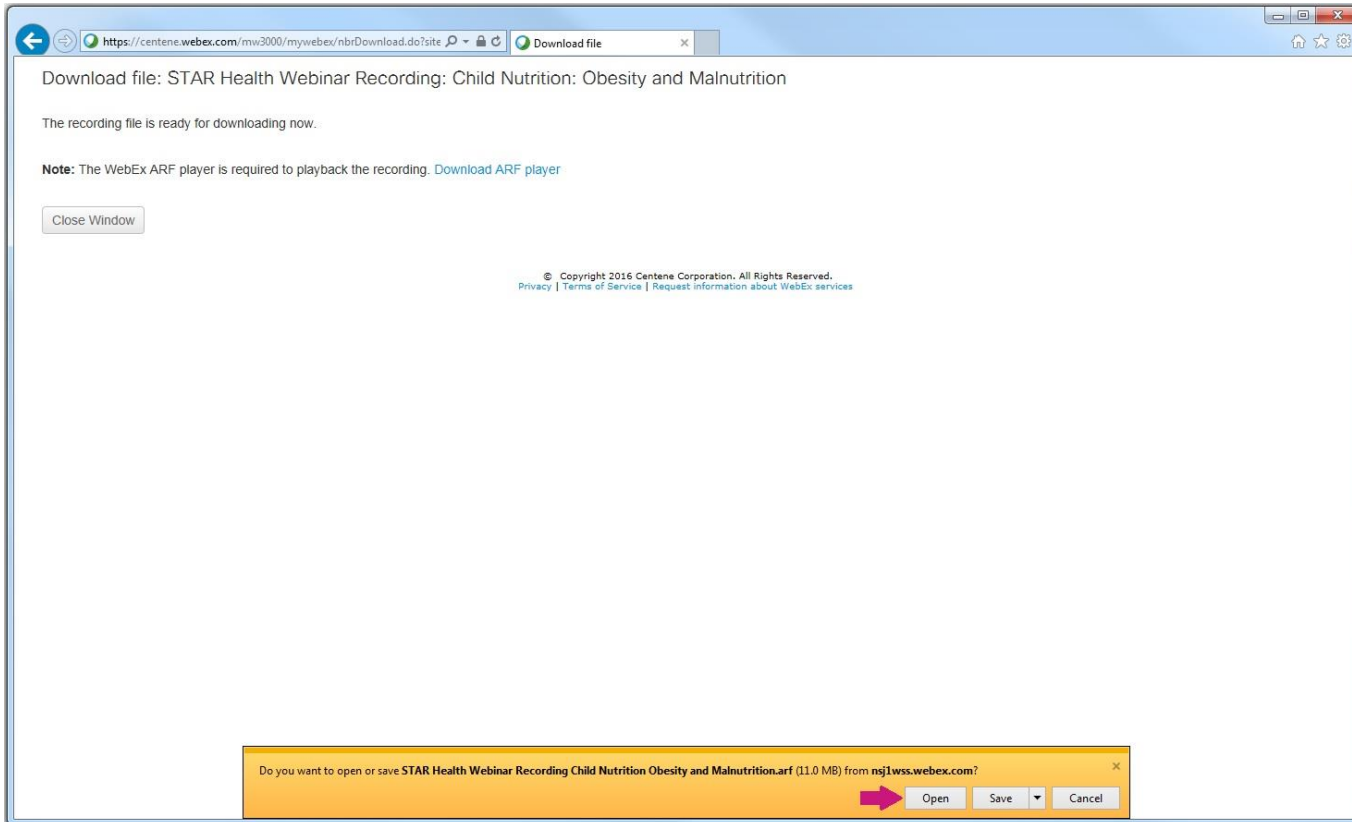 https://centene.webex.com/mw3000/mywebex/nbrDownload.do?site
Download file
Download file: STAR Health Webinar Recording: Child Nutrition: Obesity and Malnutrition
The recording file is ready for downloading now.
Note: The WebEx ARF player is required to playback the recording. Download ARF player
Close Window
© Copyright 2016 Centene Corporation. All Rights Reserved.
Privacy | Terms of Service | Request information about WebEx services
Do you want to open or save STAR Health Webinar Recording Child Nutrition Obesity and Malnutrition.arf (11.0 MB) from nsj1wss.webex.com?
Open Save Cancel